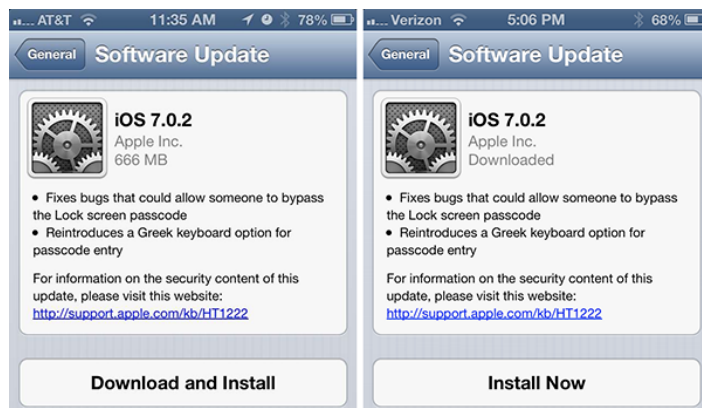 AT&T 11:35 AM 78%
General Software Update
iOS 7.0.2
Apple Inc.
666 MB
• Fixes bugs that could allow someone to bypass
the Lock screen passcode
• Reintroduces a Greek keyboard option for
passcode entry
For information on the security content of this
update, please visit this website:
http://support.apple.com/kb/HT1222
Download and Install
Verizon 5:06 PM 68%
General Software Update
iOS 7.0.2
Apple Inc.
Downloaded
• Fixes bugs that could allow someone to bypass
the Lock screen passcode
• Reintroduces a Greek keyboard option for
passcode entry
For information on the security content of this
update, please visit this website:
http://support.apple.com/kb/HT1222
Install Now